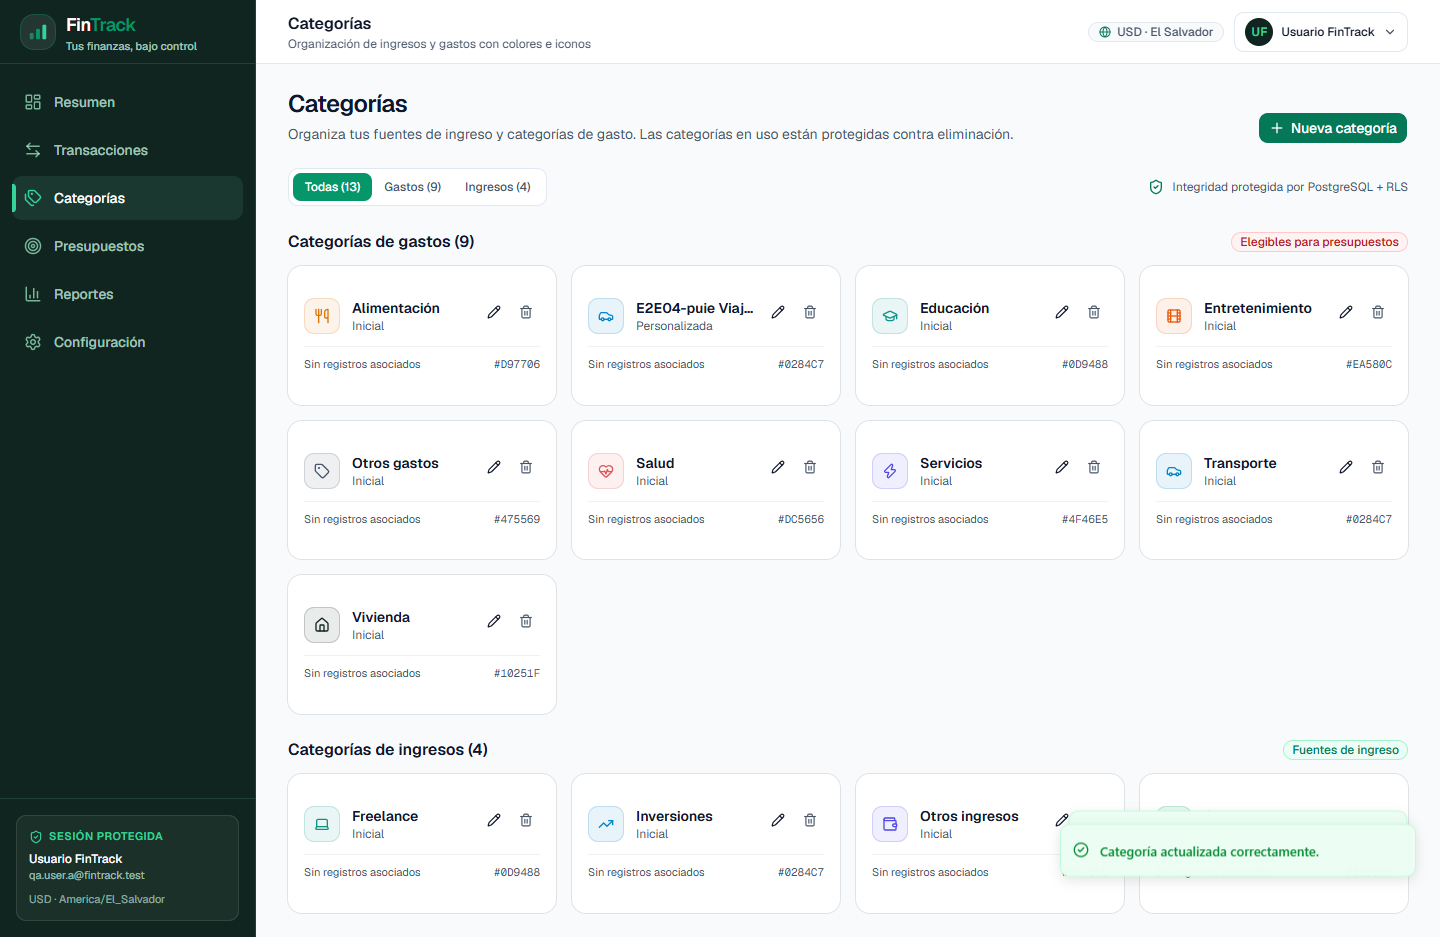 FinTrack
Tus finanzas, bajo control
Resumen
Transacciones
Categorías
Presupuestos
Reportes
Configuración
SESIÓN PROTEGIDA
Usuario FinTrack
qa.user.a@fintrack.test
USD · America/El_Salvador
Categorías
Organización de ingresos y gastos con colores e iconos
USD · El Salvador
UF
Usuario FinTrack
Categorías
Organiza tus fuentes de ingreso y categorías de gasto. Las categorías en uso están protegidas contra eliminación.
Nueva categoría
Todas (13)
Gastos (9)
Ingresos (4)
Integridad protegida por PostgreSQL + RLS
Categorías de gastos (9)
Elegibles para presupuestos
Alimentación
Inicial
Sin registros asociados
#D97706
E2E04-puie Viaj...
Personalizada
Sin registros asociados
#0284C7
Educación
Inicial
Sin registros asociados
#0D9488
Entretenimiento
Inicial
Sin registros asociados
#EA580C
Otros gastos
Inicial
Sin registros asociados
#475569
Salud
Inicial
Sin registros asociados
#DC5656
Servicios
Inicial
Sin registros asociados
#4F46E5
Transporte
Inicial
Sin registros asociados
#0284C7
Vivienda
Inicial
Sin registros asociados
#10251F
Categorías de ingresos (4)
Fuentes de ingreso
Freelance
Inicial
Sin registros asociados
#0D9488
Inversiones
Inicial
Sin registros asociados
#0284C7
Otros ingresos
Inicial
Sin registros asociados
Categoría actualizada correctamente.